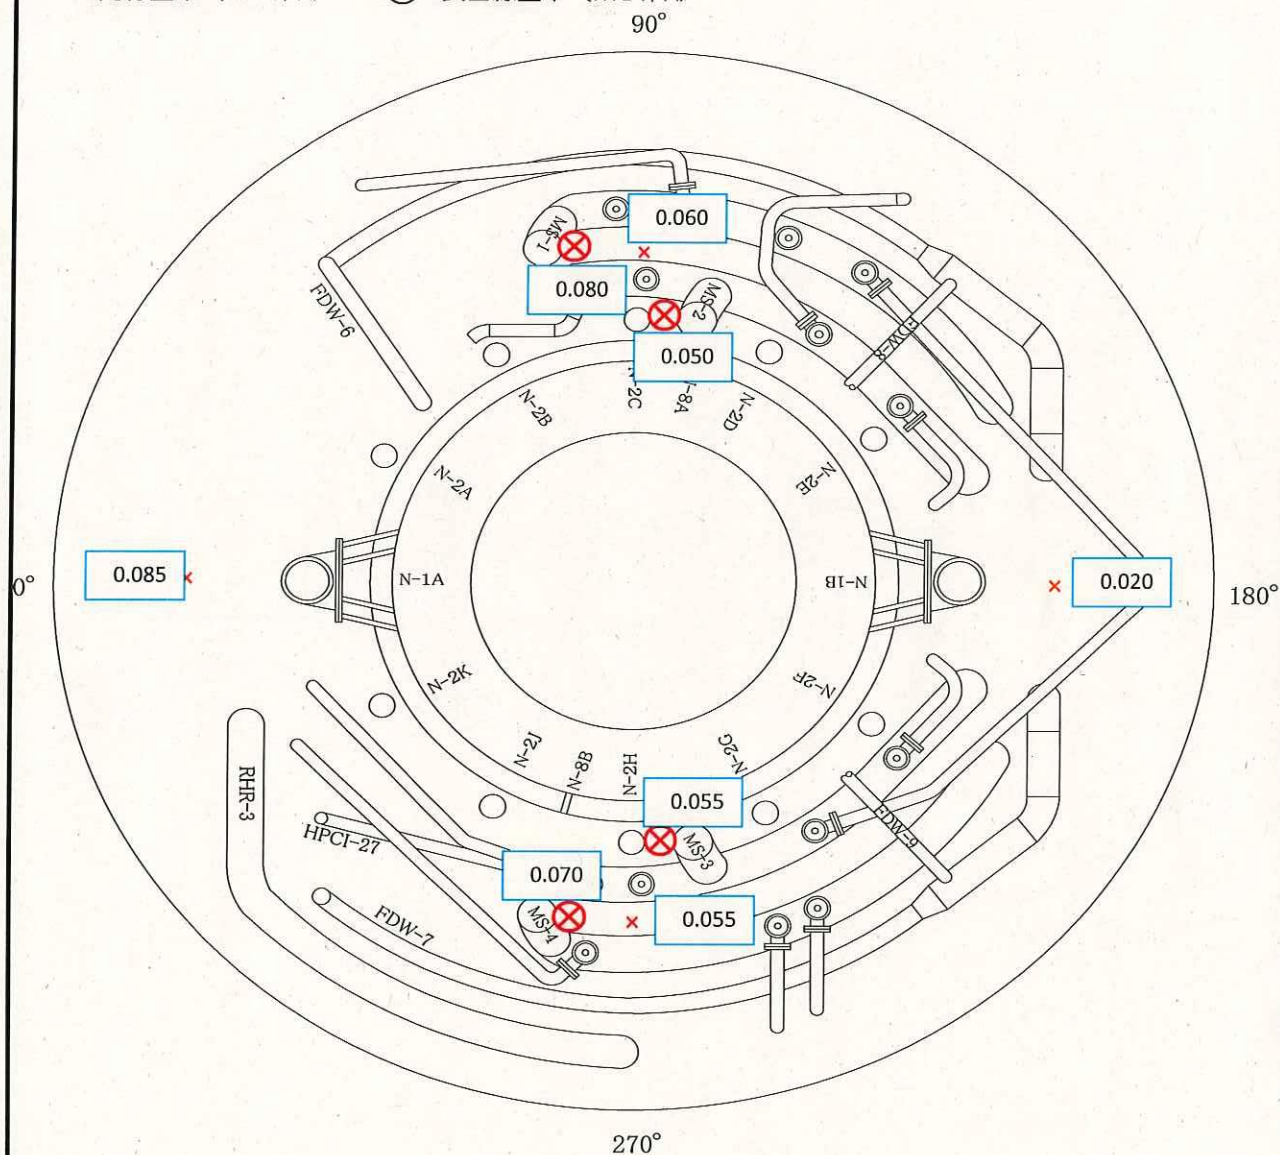 90°
0.060
MS-1
0.080
MS-2
FDW-6
FDW-8
0.050
-2C
-8A
N-2B
N-2D
N-2A
N-2E
0.085
0°
N-1A
N-1B
0.020
180°
N-2K
N-2F
N-2J
N-8B
N-2H
N-2G
RHR-3
0.055
HPCI-27
MS-3
FDW-9
0.070
MS-4
0.055
FDW-7
270°